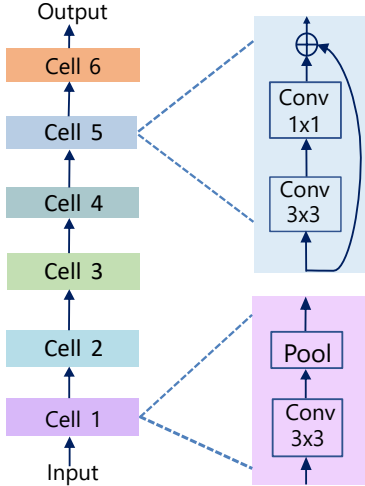 Output
Cell 6
Cell 5
Cell 4
Cell 3
Cell 2
Cell 1
Input
Conv
1x1
Conv
3x3
Pool
Conv
3x3